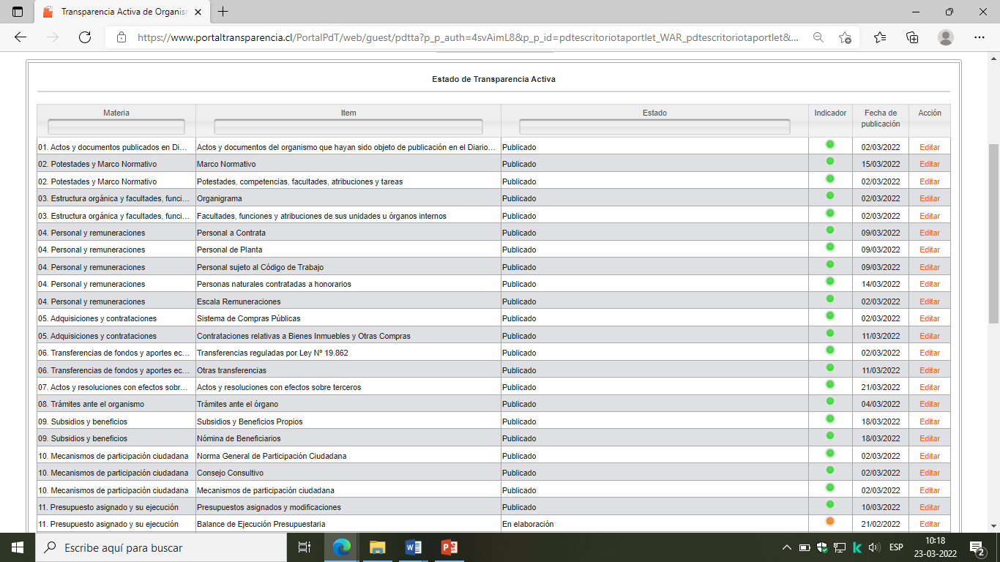 Transparencia Activa de Organis
https://www.portaltransparencia.cl/PortalPdT/web/guest/pdtta?p_p_auth=4svAimL8&p_p_id=pdtescritoriotaportlet_WAR_pdtescritoriotaportlet&...
Estado de Transparencia Activa
Materia Item Estado Indicador Fecha de publicación Acción
01. Actos y documentos publicados en Di... Actos y documentos del organismo que hayan sido objeto de publicación en el Diario... Publicado 02/03/2022 Editar
02. Potestades y Marco Normativo Marco Normativo Publicado 15/03/2022 Editar
02. Potestades y Marco Normativo Potestades, competencias, facultades, atribuciones y tareas Publicado 02/03/2022 Editar
03. Estructura orgánica y facultades, funci... Organigrama Publicado 02/03/2022 Editar
03. Estructura orgánica y facultades, funci... Facultades, funciones y atribuciones de sus unidades u órganos internos Publicado 02/03/2022 Editar
04. Personal y remuneraciones Personal a Contrata Publicado 09/03/2022 Editar
04. Personal y remuneraciones Personal de Planta Publicado 09/03/2022 Editar
04. Personal y remuneraciones Personal sujeto al Código de Trabajo Publicado 09/03/2022 Editar
04. Personal y remuneraciones Personas naturales contratadas a honorarios Publicado 14/03/2022 Editar
04. Personal y remuneraciones Escala Remuneraciones Publicado 02/03/2022 Editar
05. Adquisiciones y contrataciones Sistema de Compras Públicas Publicado 02/03/2022 Editar
05. Adquisiciones y contrataciones Contrataciones relativas a Bienes Inmuebles y Otras Compras Publicado 11/03/2022 Editar
06. Transferencias de fondos y aportes ec... Transferencias reguladas por Ley Nº 19.862 Publicado 02/03/2022 Editar
06. Transferencias de fondos y aportes ec... Otras transferencias Publicado 11/03/2022 Editar
07. Actos y resoluciones con efectos sobr... Actos y resoluciones con efectos sobre terceros Publicado 21/03/2022 Editar
08. Trámites ante el organismo Trámites ante el órgano Publicado 04/03/2022 Editar
09. Subsidios y beneficios Subsidios y Beneficios Propios Publicado 18/03/2022 Editar
09. Subsidios y beneficios Nómina de Beneficiarios Publicado 18/03/2022 Editar
10. Mecanismos de participación ciudadana Norma General de Participación Ciudadana Publicado 02/03/2022 Editar
10. Mecanismos de participación ciudadana Consejo Consultivo Publicado 02/03/2022 Editar
10. Mecanismos de participación ciudadana Mecanismos de participación ciudadana Publicado 02/03/2022 Editar
11. Presupuesto asignado y su ejecución Presupuestos asignados y modificaciones Publicado 10/03/2022 Editar
11. Presupuesto asignado y su ejecución Balance de Ejecución Presupuestaria En elaboración 21/02/2022 Editar
Escribe aquí para buscar
ESP
10:18
23-03-2022
2